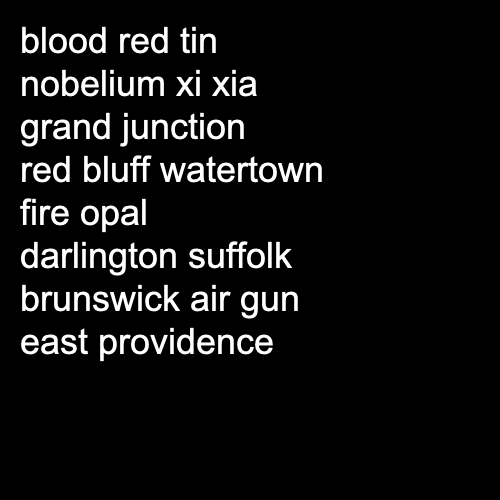 blood red tin
nobelium xi xia
grand junction
red bluff watertown
fire opal
darlington suffolk
brunswick air gun
east providence